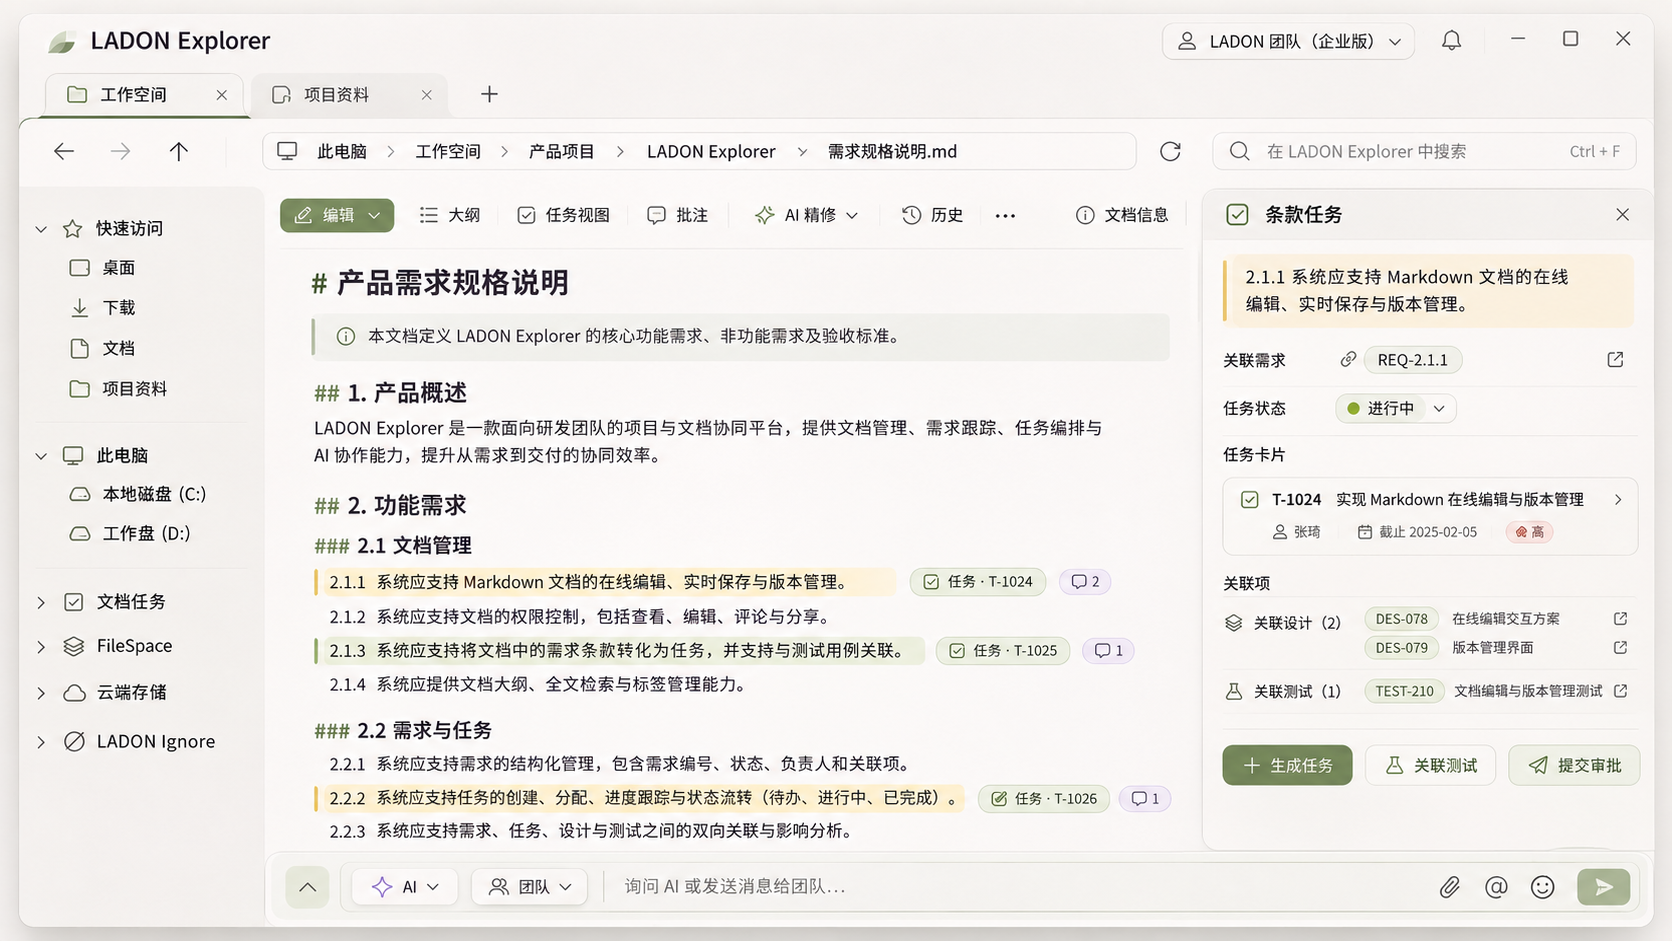 LADON Explorer
LADON 团队（企业版）
工作空间
项目资料
此电脑 工作空间 产品项目 LADON Explorer 需求规格说明.md
在 LADON Explorer 中搜索 Ctrl + F
快速访问
桌面
下载
文档
项目资料
此电脑
本地磁盘 (C:)
工作盘 (D:)
文档任务
FileSpace
云端存储
LADON Ignore
编辑 大纲 任务视图 批注 AI 精修 历史 ··· 文档信息
# 产品需求规格说明
本文档定义 LADON Explorer 的核心功能需求、非功能需求及验收标准。
## 1. 产品概述
LADON Explorer 是一款面向研发团队的项目与文档协同平台，提供文档管理、需求跟踪、任务编排与
AI 协作能力，提升从需求到交付的协同效率。
## 2. 功能需求
### 2.1 文档管理
2.1.1 系统应支持 Markdown 文档的在线编辑、实时保存与版本管理。 任务 · T-1024 2
2.1.2 系统应支持文档的权限控制，包括查看、编辑、评论与分享。
2.1.3 系统应支持将文档中的需求条款转化为任务，并支持与测试用例关联。 任务 · T-1025 1
2.1.4 系统应提供文档大纲、全文检索与标签管理能力。
### 2.2 需求与任务
2.2.1 系统应支持需求的结构化管理，包含需求编号、状态、负责人和关联项。
2.2.2 系统应支持任务的创建、分配、进度跟踪与状态流转（待办、进行中、已完成）。 任务 · T-1026 1
2.2.3 系统应支持需求、任务、设计与测试之间的双向关联与影响分析。
条款任务
2.1.1 系统应支持 Markdown 文档的在线
编辑、实时保存与版本管理。
关联需求 REQ-2.1.1
任务状态 进行中
任务卡片
T-1024 实现 Markdown 在线编辑与版本管理
张琦 截止 2025-02-05 高
关联项
关联设计（2） DES-078 在线编辑交互方案
DES-079 版本管理界面
关联测试（1） TEST-210 文档编辑与版本管理测试
生成任务 关联测试 提交审批
AI 团队 询问 AI 或发送消息给团队...